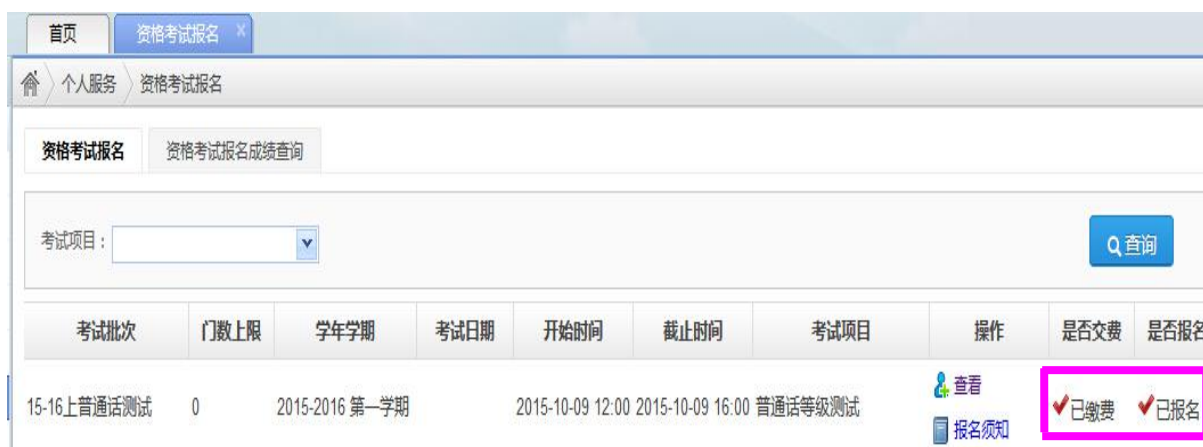 首页 资格考试报名 X
个人服务 资格考试报名
资格考试报名 资格考试报名成绩查询
考试项目： 查询
考试批次 门数上限 学年学期 考试日期 开始时间 截止时间 考试项目 操作 是否交费 是否报名
查看
15-16上普通话测试 0 2015-2016 第一学期 2015-10-09 12:00 2015-10-09 16:00 普通话等级测试 已缴费 已报名
报名须知